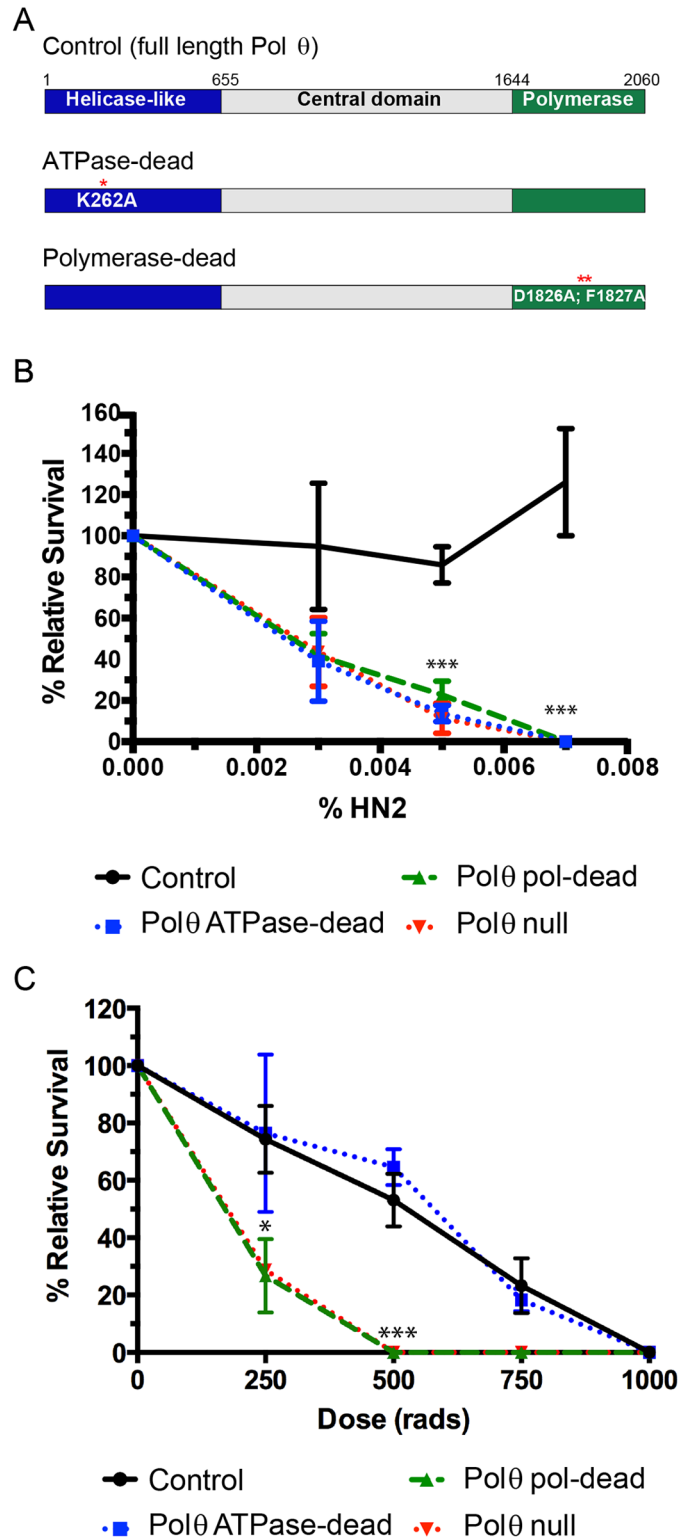 A
Control (full length Pol θ)
1 655 1644 2060
Helicase-like Central domain Polymerase
ATPase-dead
*
K262A
Polymerase-dead
**
D1826A; F1827A
B
160
140
120
100
80
60
40
20
0
% Relative Survival
***
***
0.000 0.002 0.004 0.006 0.008
% HN2
Control Polθ pol-dead
Polθ ATPase-dead Polθ null
C
120
100
80
60
40
20
0
% Relative Survival
*
***
0 250 500 750 1000
Dose (rads)
Control Polθ pol-dead
Polθ ATPase-dead Polθ null